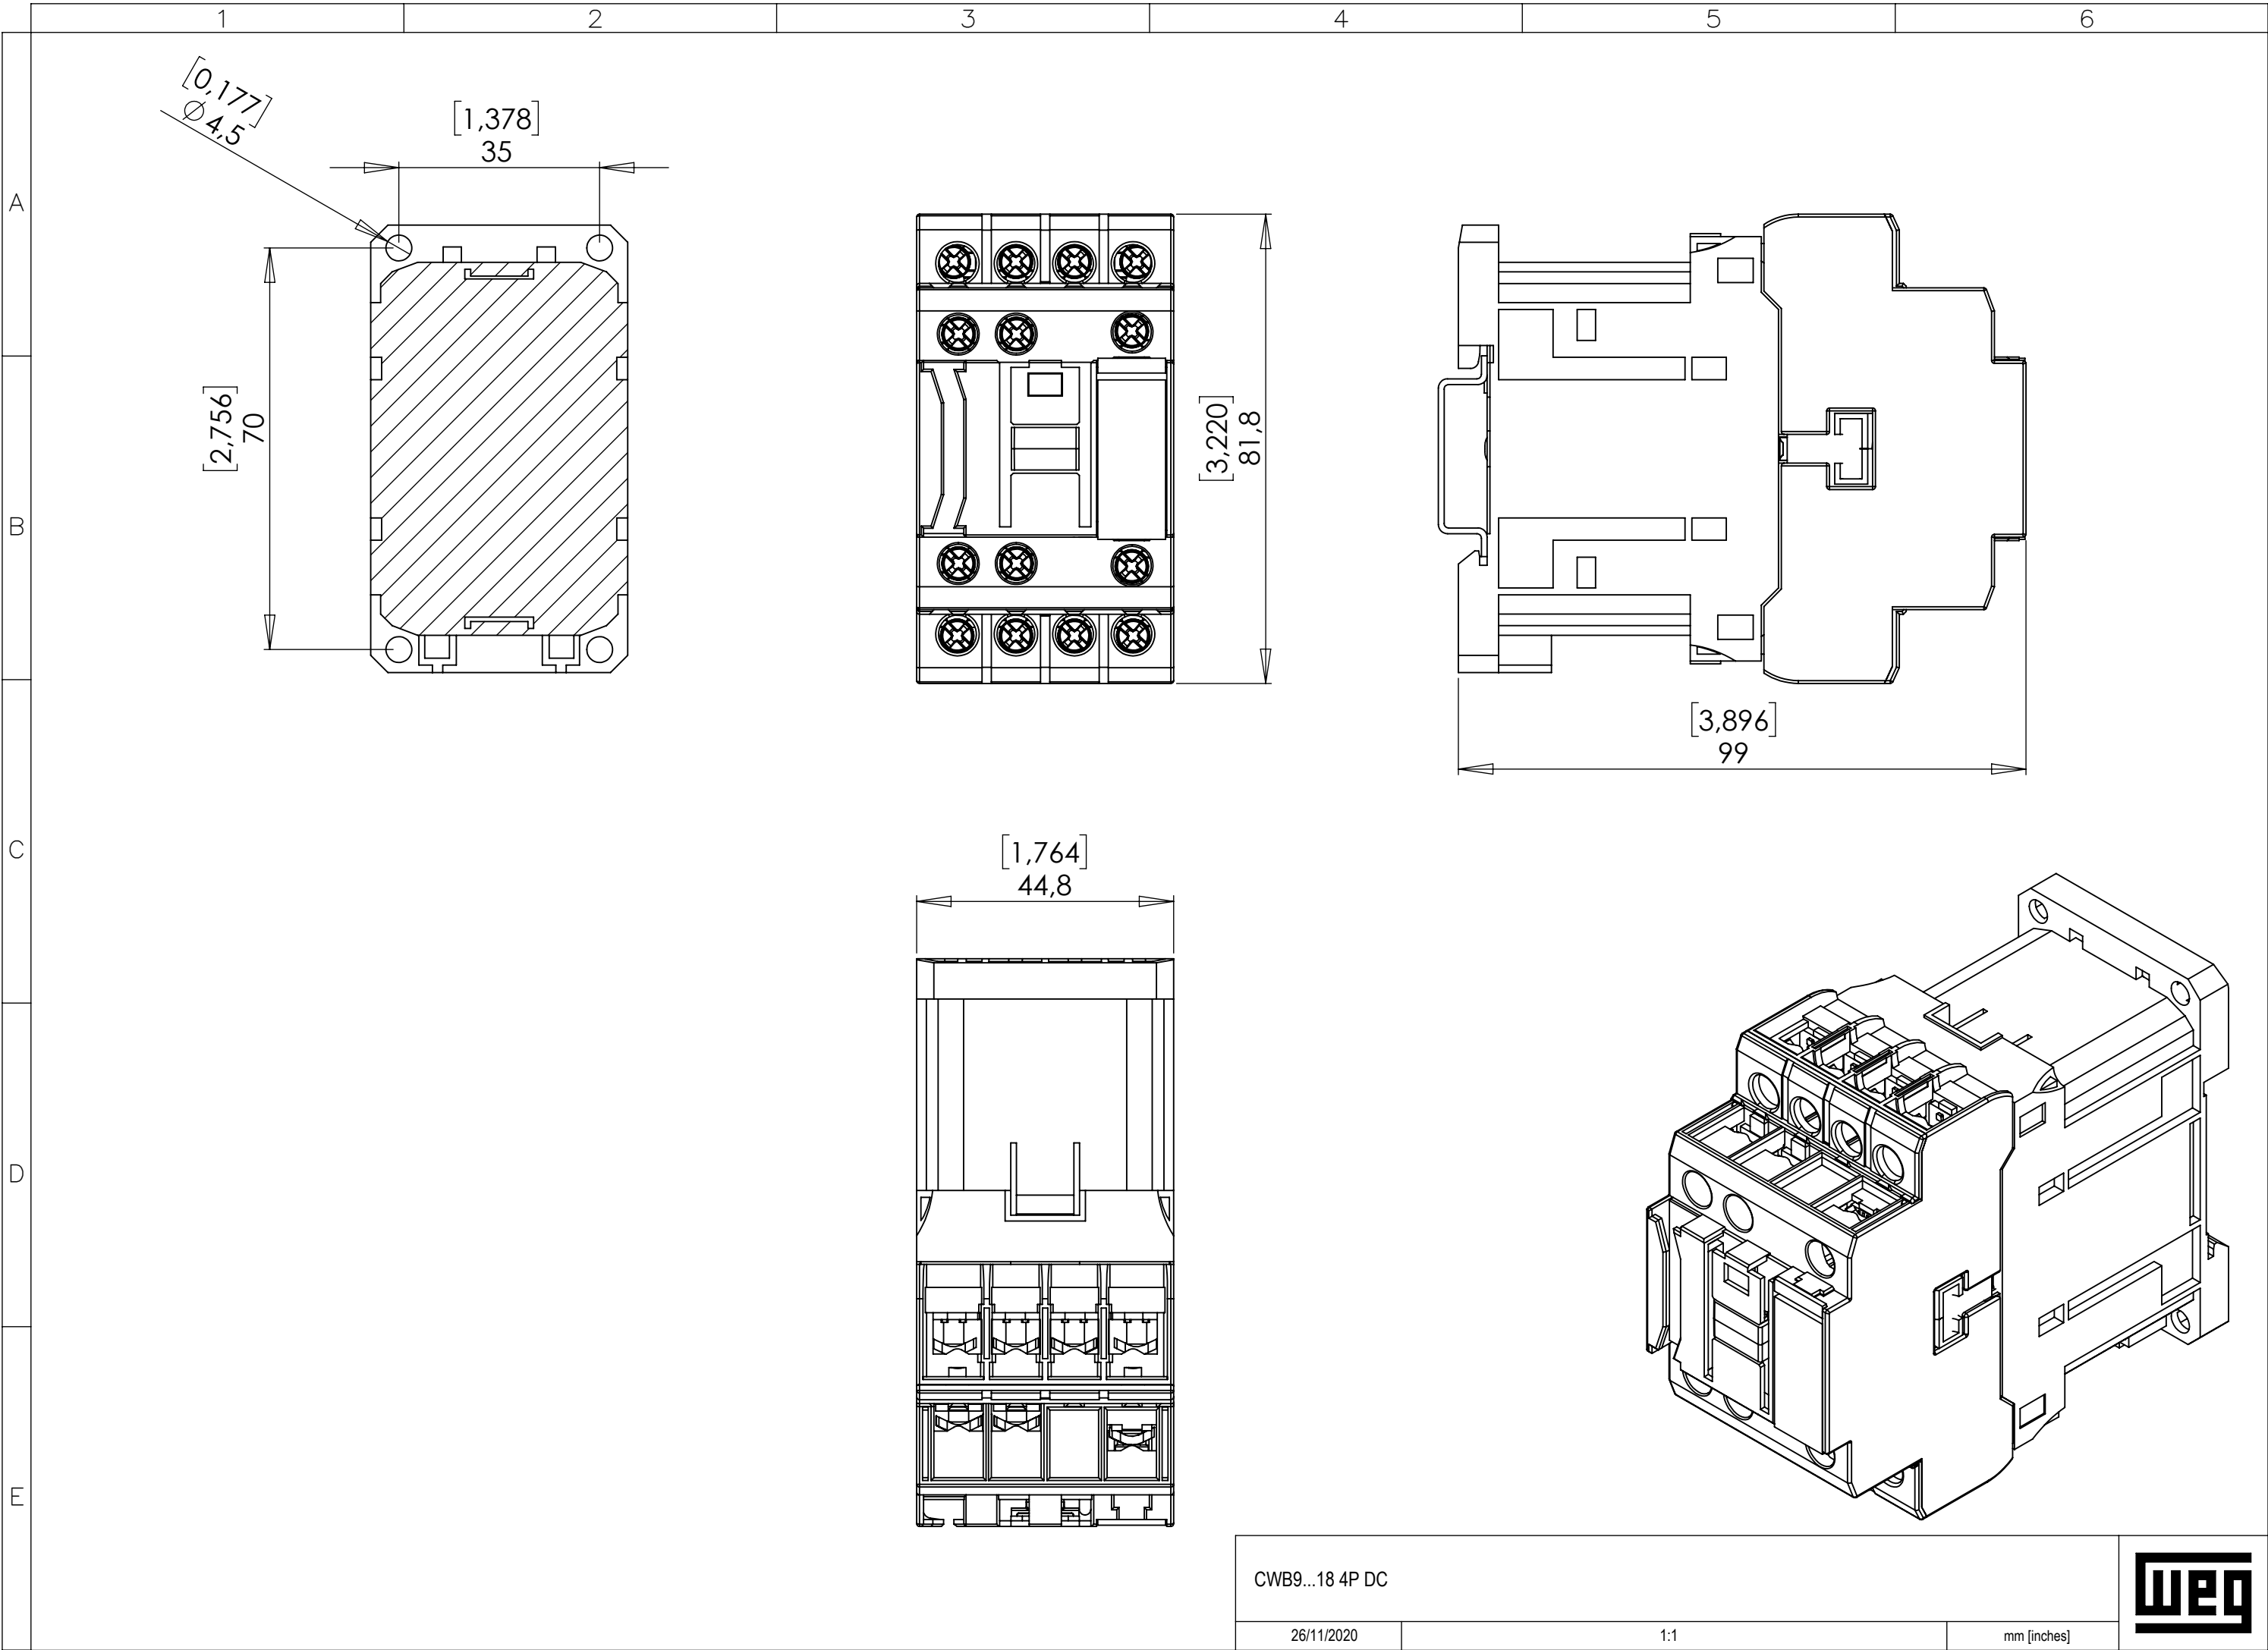 1 2 3 4 5 6
A
B
C
D
E
[0,177]
∅ 4,5
[1,378]
35
[2,756]
70
[3,220]
81,8
[3,896]
99
[1,764]
44,8
CWB9...18 4P DC
26/11/2020 1:1 mm [inches]
weg